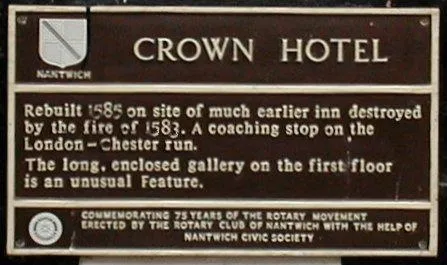 CROWN HOTEL
NANTWICH
Rebuilt 1585 on site of much earlier inn destroyed
by the fire of 1583. A coaching stop on the
London-Chester run.
The long, enclosed gallery on the first floor
is an unusual Feature.
COMMEMORATING 75 YEARS OF THE ROTARY MOVEMENT
ERECTED BY THE ROTARY CLUB OF NANTWICH WITH THE HELP OF
NANTWICH CIVIC SOCIETY